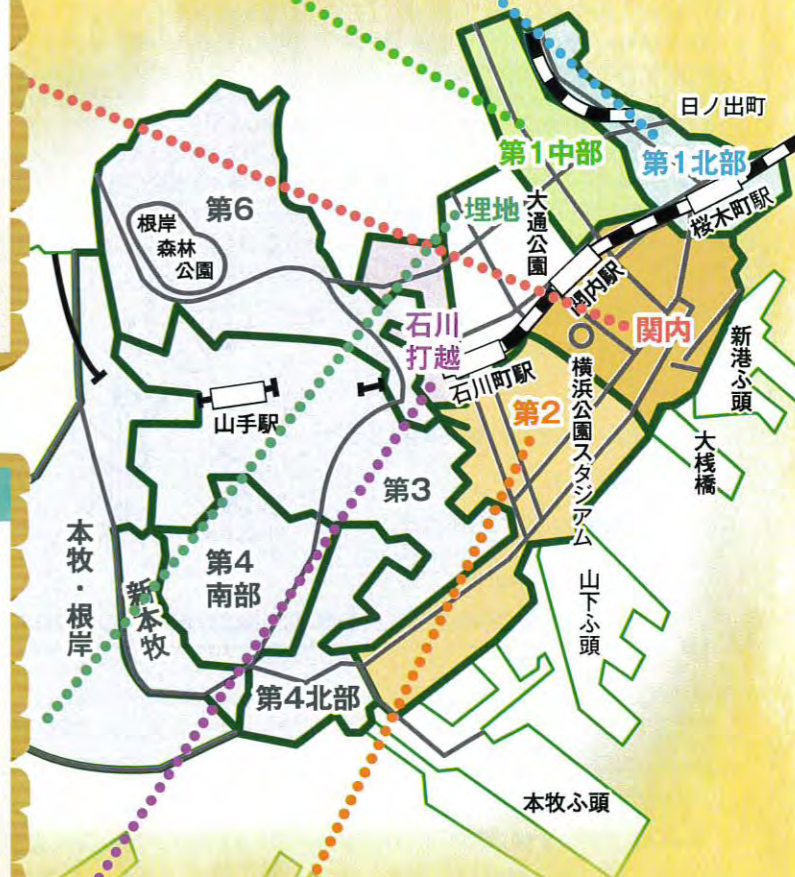 日ノ出町
第1中部
第1北部
桜木町駅
第6
埋地
大通公園
根岸
森林
公園
関内駅
関内
新港ふ頭
石川
打越
石川町駅
横浜公園スタジアム
第2
山手駅
大桟橋
第3
本牧・根岸
新本牧
第4
南部
山下ふ頭
第4北部
本牧ふ頭